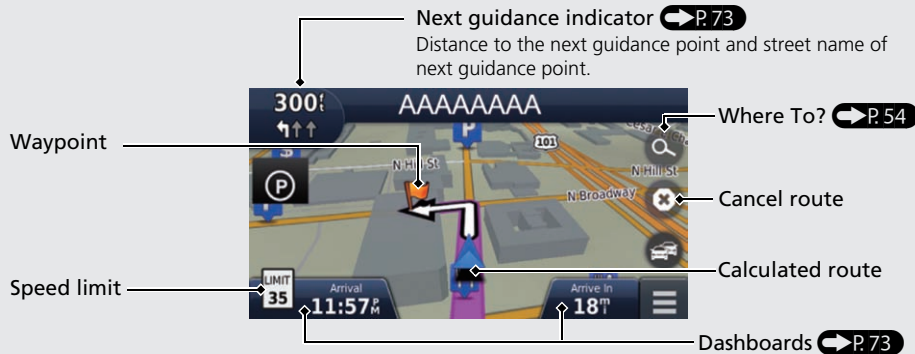 Next guidance indicator P. 73
Distance to the next guidance point and street name of
next guidance point.
300 ft
AAAAAAAA
Where To? P. 54
Waypoint
P
101
N Hill St
N Hill St
P
N Broadway
Cancel route
Calculated route
Speed limit
LIMIT
35
Arrival
11:57 PM
Arrive In
18
Dashboards P. 73